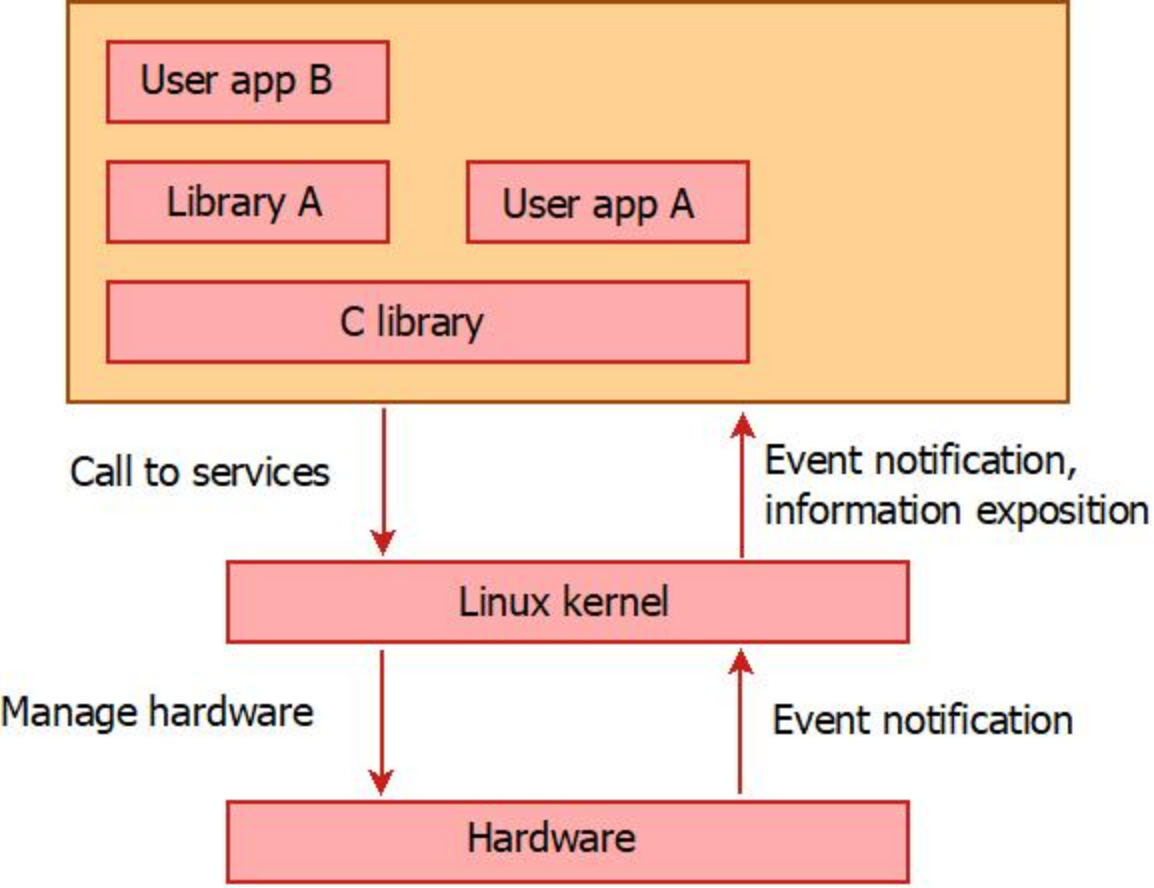 User app B
Library A
User app A
C library
Call to services
Event notification,
information exposition
Linux kernel
Manage hardware
Event notification
Hardware